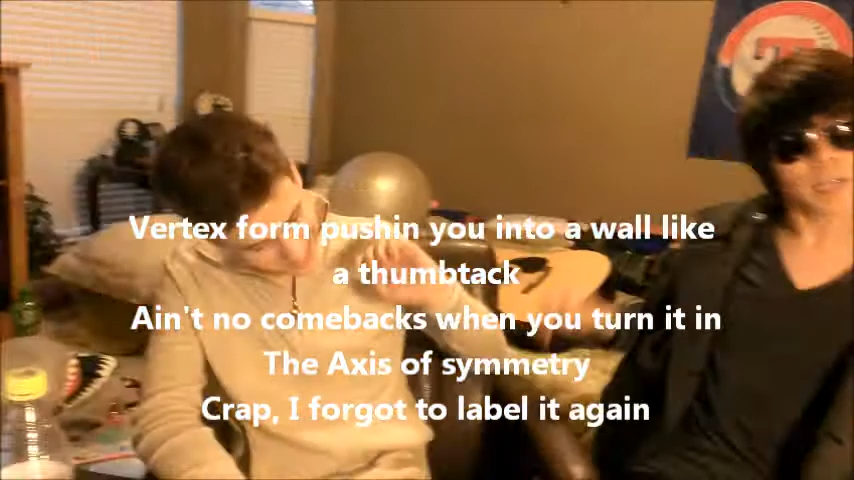 Vertex form pushin you into a wall like
a thumbtack
Ain't no comebacks when you turn it in
The Axis of symmetry
Crap, I forgot to label it again